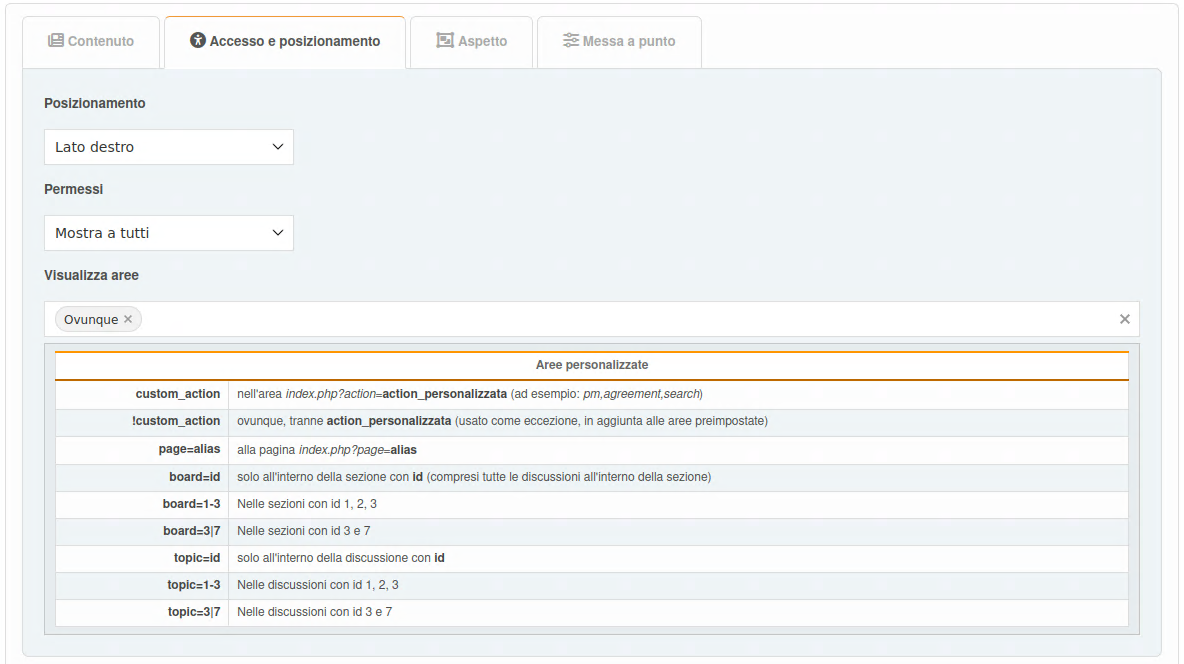 Contenuto Accesso e posizionamento Aspetto Messa a punto
Posizionamento
Lato destro
Permessi
Mostra a tutti
Visualizza aree
Ovunque ×
Aree personalizzate
custom_action nell'area index.php?action=action_personalizzata (ad esempio: pm,agreement,search)
!custom_action ovunque, tranne action_personalizzata (usato come eccezione, in aggiunta alle aree preimpostate)
page=alias alla pagina index.php?page=alias
board=id solo all'interno della sezione con id (compresi tutte le discussioni all'interno della sezione)
board=1-3 Nelle sezioni con id 1, 2, 3
board=3|7 Nelle sezioni con id 3 e 7
topic=id solo all'interno della discussione con id
topic=1-3 Nelle discussioni con id 1, 2, 3
topic=3|7 Nelle discussioni con id 3 e 7